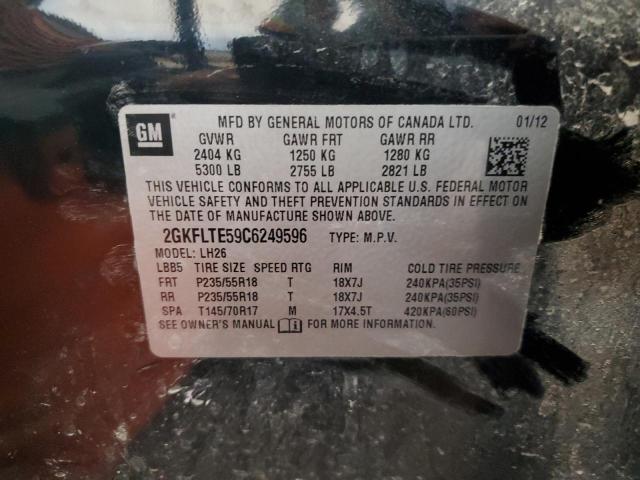 GM
MFD BY GENERAL MOTORS OF CANADA LTD. 01/12
GVWR GAWR FRT GAWR RR
2404 KG 1250 KG 1280 KG
5300 LB 2755 LB 2821 LB
THIS VEHICLE CONFORMS TO ALL APPLICABLE U.S. FEDERAL MOTOR
VEHICLE SAFETY AND THEFT PREVENTION STANDARDS IN EFFECT ON
THE DATE OF MANUFACTURE SHOWN ABOVE.
2GKFLTE59C6249596 TYPE: M.P.V.
MODEL: LH26
LBB5 TIRE SIZE SPEED RTG RIM COLD TIRE PRESSURE
FRT P235/55R18 T 18X7J 240KPA(35PSI)
RR P235/55R18 T 18X7J 240KPA(35PSI)
SPA T145/70R17 M 17X4.5T 420KPA(60PSI)
SEE OWNER'S MANUAL FOR MORE INFORMATION.